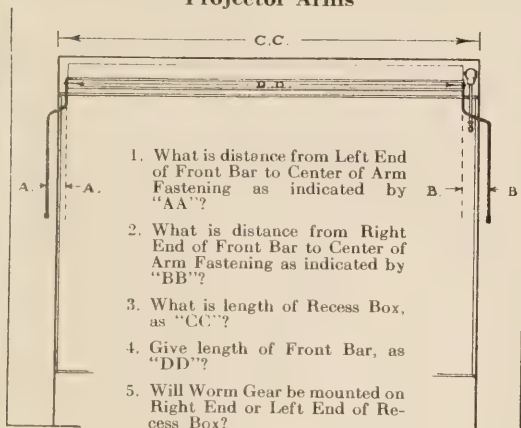 Projector Arms
C.C.
D.D.
A. A.
B. B
1. What is distance from Left End
of Front Bar to Center of Arm
Fastening as indicated by
"AA"?
2. What is distance from Right
End of Front Bar to Center of
Arm Fastening as indicated by
"BB"?
3. What is length of Recess Box,
as "CC"?
4. Give length of Front Bar, as
"DD"?
5. Will Worm Gear be mounted on
Right End or Left End of Re-
cess Box?